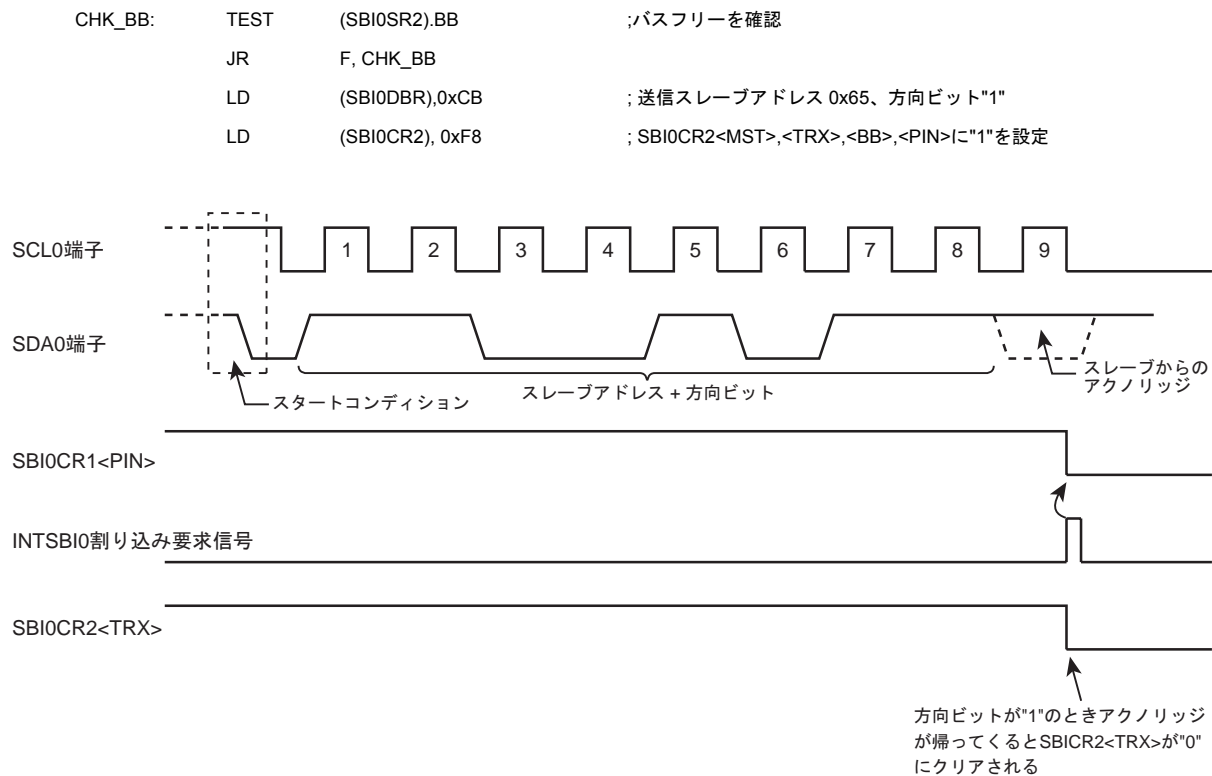 CHK_BB: TEST (SBI0SR2).BB ;バスフリーを確認
JR F, CHK_BB
LD (SBI0DBR),0xCB ; 送信スレーブアドレス 0x65、方向ビット"1"
LD (SBI0CR2), 0xF8 ; SBI0CR2<MST>,<TRX>,<BB>,<PIN>に"1"を設定
SCL0端子
1 2 3 4 5 6 7 8 9
SDA0端子
スタートコンディション
スレーブアドレス + 方向ビット
スレーブからの
アクノリッジ
SBI0CR1<PIN>
INTSBI0割り込み要求信号
SBI0CR2<TRX>
方向ビットが"1"のときアクノリッジ
が帰ってくるとSBICR2<TRX>が"0"
にクリアされる